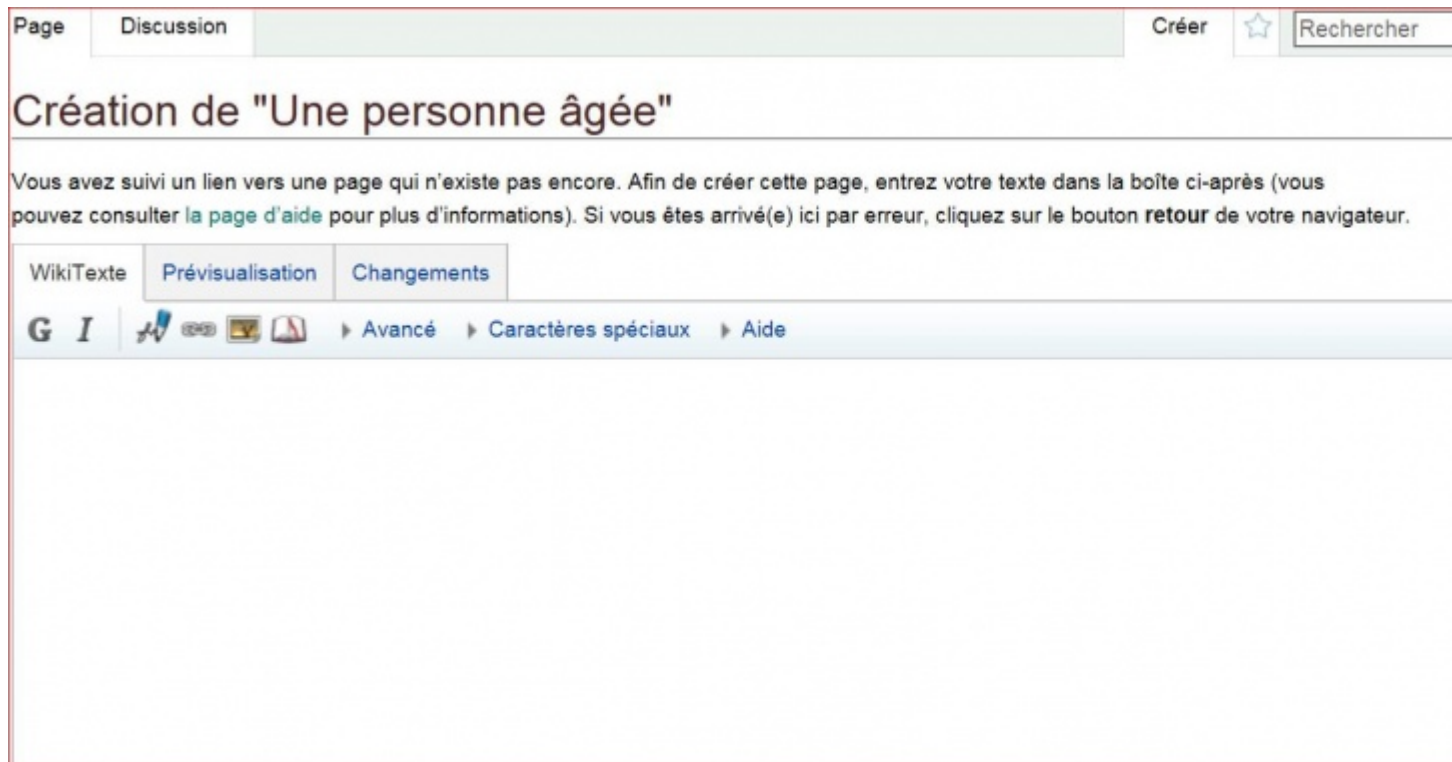 Page Discussion Créer Rechercher
Création de "Une personne âgée"
Vous avez suivi un lien vers une page qui n'existe pas encore. Afin de créer cette page, entrez votre texte dans la boîte ci-après (vous
pouvez consulter la page d'aide pour plus d'informations). Si vous êtes arrivé(e) ici par erreur, cliquez sur le bouton retour de votre navigateur.
WikiTexte Prévisualisation Changements
G I Avancé Caractères spéciaux Aide